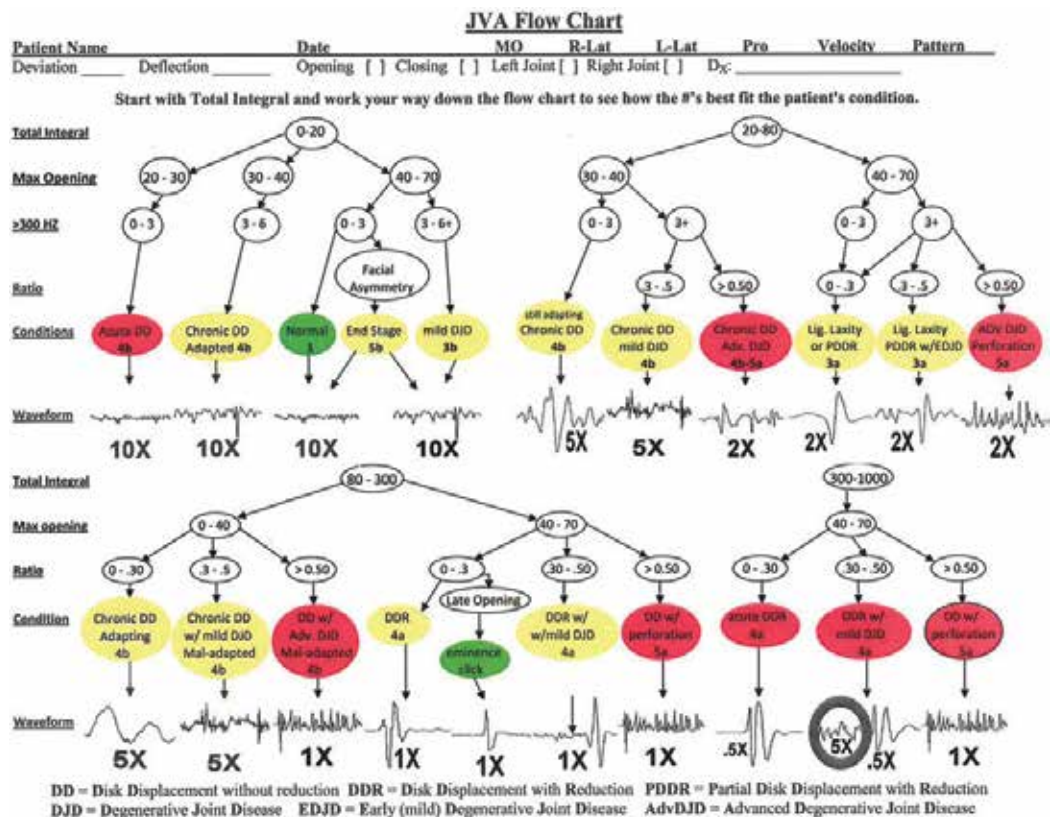 JVA Flow Chart
Patient Name Date MO R-Lat L-Lat Pro Velocity Pattern
Deviation _____ Deflection _______ Opening [ ] Closing [ ] Left Joint [ ] Right Joint [ ] Dx: _______________
Start with Total Integral and work your way down the flow chart to see how the #'s best fit the patient's condition.
Total Integral 0-20 20-80
Max Opening 20 - 30 30 - 40 40 - 70 30 - 40 40 - 70
>300 HZ 0 - 3 3 - 6 0 - 3 3 - 6+ 0 - 3 3+ 0 - 3 3+
Facial
Asymmetry
Ratio .3 - .5 > 0.50 0 - .3 .3 - .5 > 0.50
Conditions
Acute DD
4b
Chronic DD
Adapted 4b
Normal
1
End Stage
5b
mild DJD
3b
still adapting
Chronic DD
4b
Chronic DD
mild DJD
4b
Chronic DD
Adv. DJD
4b-5a
Lig. Laxity
or PDDR
3a
Lig. Laxity
PDDR w/EDJD
3a
ADV DJD
Perforation
5a
Waveform
10X 10X 10X 10X 5X 5X 2X 2X 2X 2X
Total Integral 80 - 300 300-1000
Max opening 0 - 40 40 - 70 40 - 70
Ratio 0 - .30 .3 - .5 > 0.50 0 - .3 .30 - .50 > 0.50 0 - .30 .30 - .50 > 0.50
Late Opening
Condition
Chronic DD
Adapting
4b
Chronic DD
w/ mild DJD
Mal-adapted
4b
DD w/
Adv. DJD
Mal-adapted
4b
DDR
4a
eminence
click
DDR w/
w/mild DJD
4a
DD w/
perforation
5a
acute DDR
4a
DDR w/
mild DJD
4a
DD w/
perforation
5a
Waveform
5X 5X 1X 1X 1X 1X 1X .5X 5X .5X 1X
DD = Disk Displacement without reduction DDR = Disk Displacement with Reduction PDDR = Partial Disk Displacement with Reduction
DJD = Degenerative Joint Disease EDJD = Early (mild) Degenerative Joint Disease AdvDJD = Advanced Degenerative Joint Disease